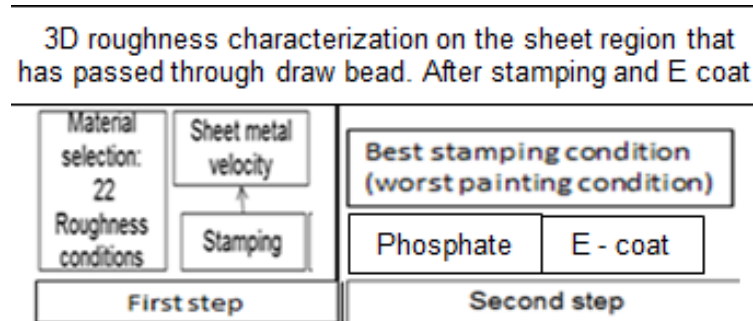 3D roughness characterization on the sheet region that
has passed through draw bead. After stamping and E coat
Material
selection:
22
Roughness
conditions
Sheet metal
velocity
Stamping
Best stamping condition
(worst painting condition)
Phosphate
E - coat
First step
Second step